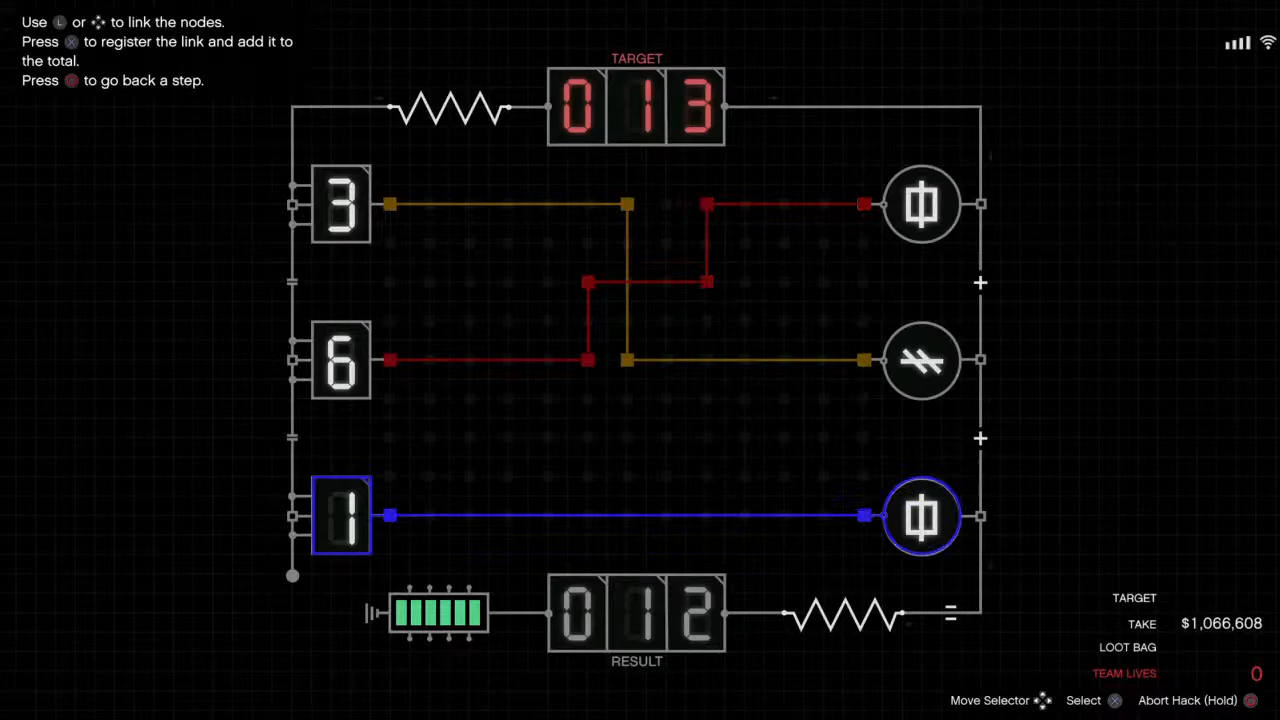 Use L or to link the nodes.
Press to register the link and add it to
the total.
Press to go back a step.
TARGET
013
3
6
1
012
RESULT
TARGET
TAKE $1,066,608
LOOT BAG
TEAM LIVES 0
Move Selector Select Abort Hack (Hold)